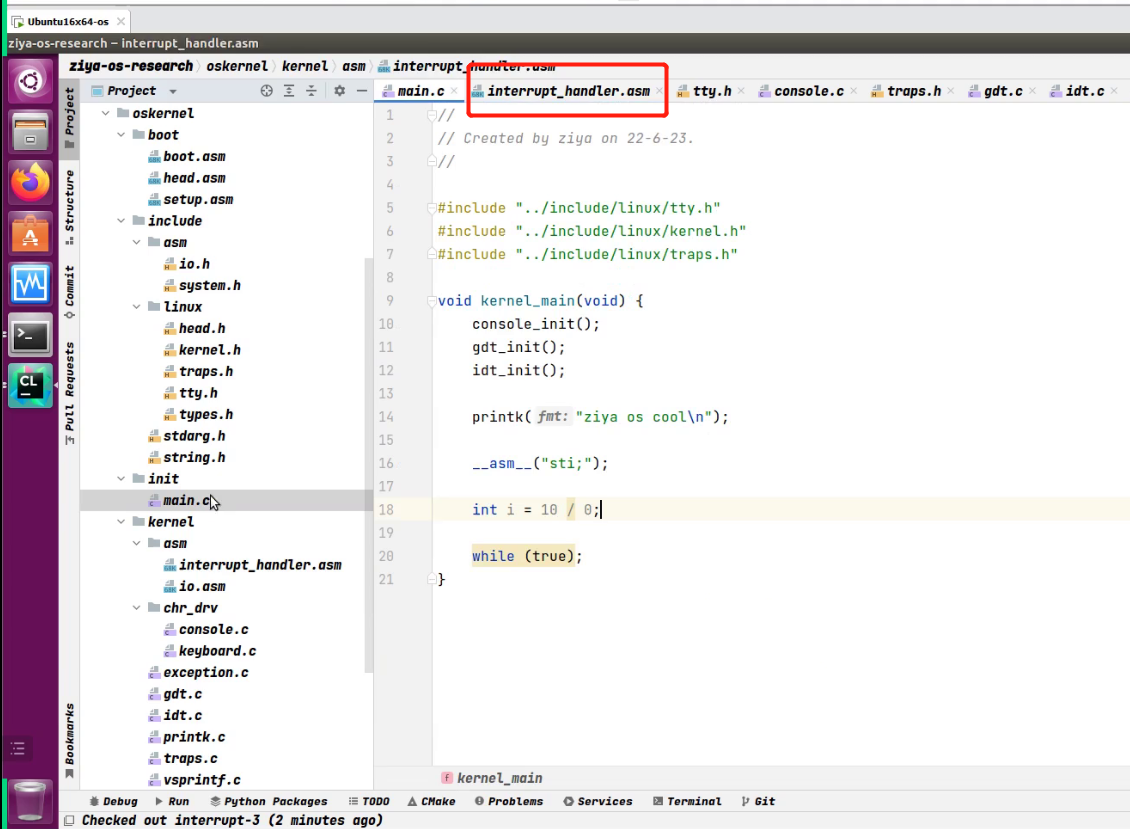 Ubuntu16x64-os
ziya-os-research – interrupt_handler.asm
ziya-os-research oskernel kernel asm interrupt_handler.asm
Project
main.c interrupt_handler.asm tty.h console.c traps.h gdt.c idt.c
Project
Structure
Commit
Pull Requests
Bookmarks
oskernel
boot
boot.asm
head.asm
setup.asm
include
asm
io.h
system.h
linux
head.h
kernel.h
traps.h
tty.h
types.h
stdarg.h
string.h
init
main.c
kernel
asm
interrupt_handler.asm
io.asm
chr_drv
console.c
keyboard.c
exception.c
gdt.c
idt.c
printk.c
traps.c
vsprintf.c
1 //
2 // Created by ziya on 22-6-23.
3 //
4
5 #include "../include/linux/tty.h"
6 #include "../include/linux/kernel.h"
7 #include "../include/linux/traps.h"
8
9 void kernel_main(void) {
10 console_init();
11 gdt_init();
12 idt_init();
13
14 printk( fmt: "ziya os cool\n");
15
16 __asm__("sti;");
17
18 int i = 10 / 0;
19
20 while (true);
21 }
f kernel_main
Debug Run Python Packages TODO CMake Problems Services Terminal Git
Checked out interrupt-3 (2 minutes ago)